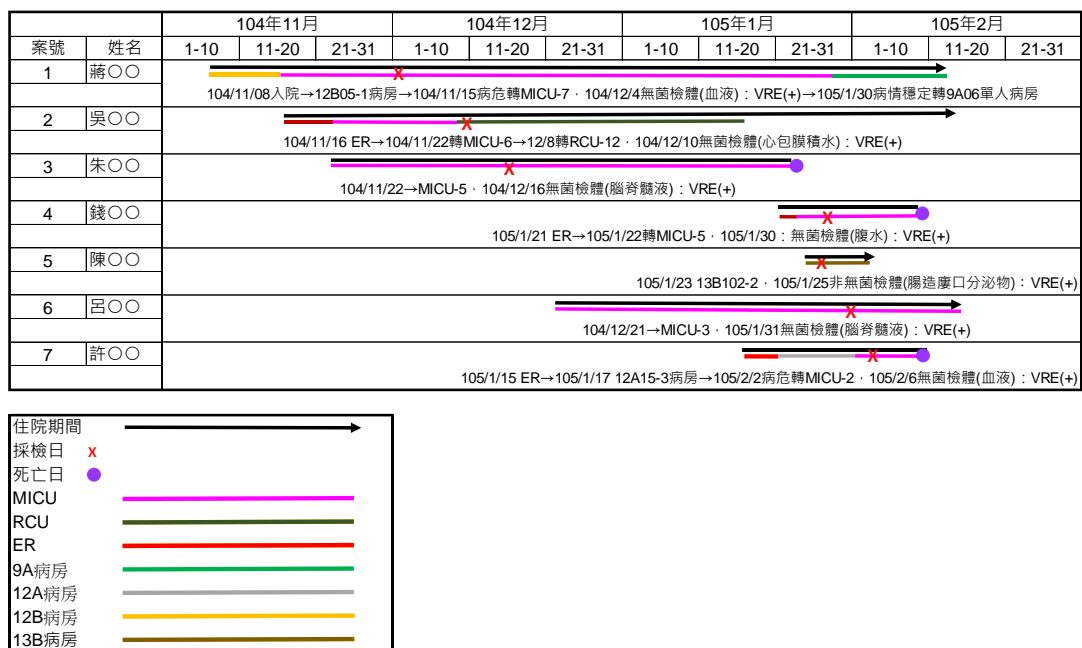 104年11月 104年12月 105年1月 105年2月
案號 姓名 1-10 11-20 21-31 1-10 11-20 21-31 1-10 11-20 21-31 1-10 11-20 21-31
1 蔣○○
x
104/11/08入院→12B05-1病房→104/11/15病危轉MICU-7，104/12/4無菌檢體(血液)：VRE(+)→105/1/30病情穩定轉9A06單人病房
2 吳○○
x
104/11/16 ER→104/11/22轉MICU-6→12/8轉RCU-12，104/12/10無菌檢體(心包膜積水)：VRE(+)
3 朱○○
x
104/11/22→MICU-5，104/12/16無菌檢體(腦脊髓液)：VRE(+)
4 錢○○
x
105/1/21 ER→105/1/22轉MICU-5，105/1/30：無菌檢體(腹水)：VRE(+)
5 陳○○
x
105/1/23 13B102-2，105/1/25非無菌檢體(腸造廔口分泌物)：VRE(+)
6 呂○○
x
104/12/21→MICU-3，105/1/31無菌檢體(腦脊髓液)：VRE(+)
7 許○○
x
105/1/15 ER→105/1/17 12A15-3病房→105/2/2病危轉MICU-2，105/2/6無菌檢體(血液)：VRE(+)
住院期間
採檢日 x
死亡日
MICU
RCU
ER
9A病房
12A病房
12B病房
13B病房